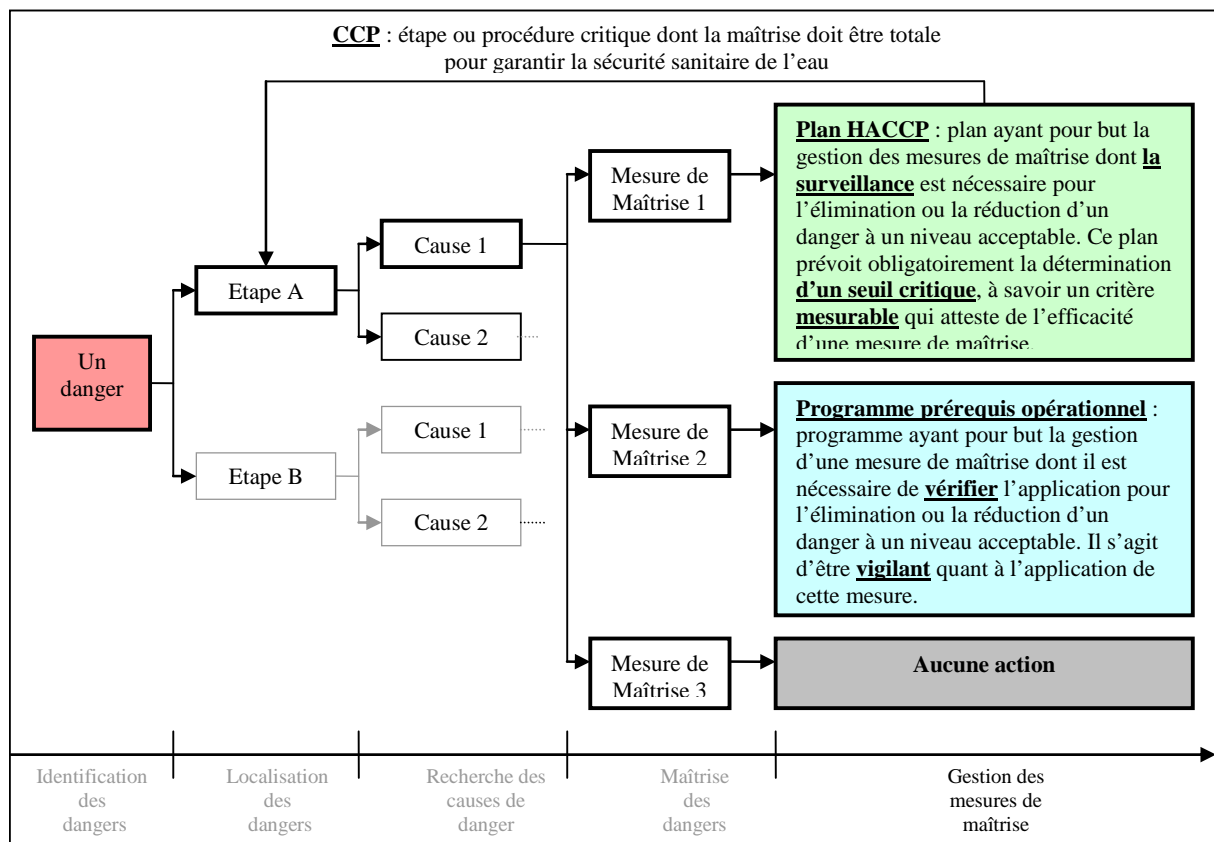 CCP : étape ou procédure critique dont la maîtrise doit être totale
pour garantir la sécurité sanitaire de l'eau
Plan HACCP : plan ayant pour but la
gestion des mesures de maîtrise dont la
surveillance est nécessaire pour
l'élimination ou la réduction d'un
danger à un niveau acceptable. Ce plan
prévoit obligatoirement la détermination
d'un seuil critique, à savoir un critère
mesurable qui atteste de l'efficacité
d'une mesure de maîtrise.
Mesure de
Maîtrise 1
Cause 1
Etape A
Cause 2
Un
danger
Programme prérequis opérationnel :
programme ayant pour but la gestion
d'une mesure de maîtrise dont il est
nécessaire de vérifier l'application pour
l'élimination ou la réduction d'un
danger à un niveau acceptable. Il s'agit
d'être vigilant quant à l'application de
cette mesure.
Mesure de
Maîtrise 2
Cause 1
Etape B
Cause 2
Mesure de
Maîtrise 3
Aucune action
Identification
des
dangers
Localisation
des
dangers
Recherche des
causes de
danger
Maîtrise
des
dangers
Gestion des
mesures de
maîtrise